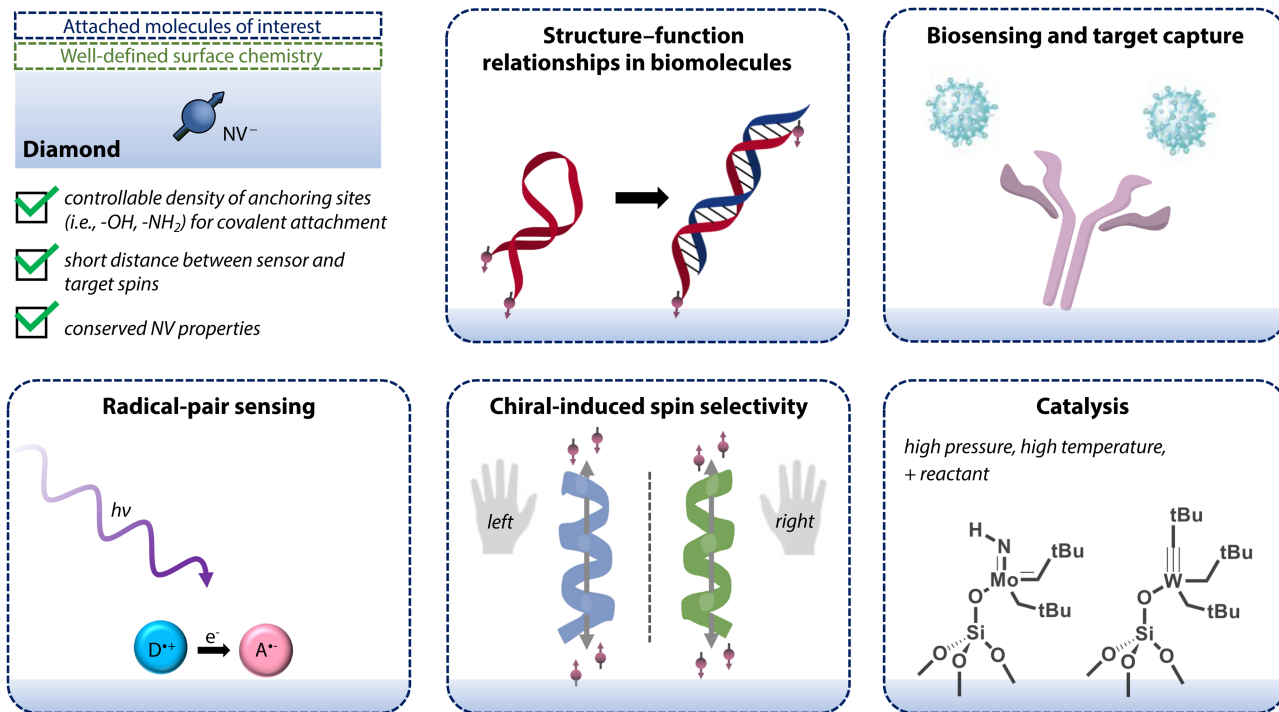 Attached molecules of interest
Well-defined surface chemistry
NV⁻
Diamond
controllable density of anchoring sites
(i.e., -OH, -NH₂) for covalent attachment
short distance between sensor and
target spins
conserved NV properties
Structure–function
relationships in biomolecules
Biosensing and target capture
Radical-pair sensing
hν
D•+
e-
A•-
Chiral-induced spin selectivity
left
right
Catalysis
high pressure, high temperature,
+ reactant
H
N
tBu
Mo
O
tBu
Si
O
O
O
tBu
tBu
W
O
tBu
Si
O
O
O